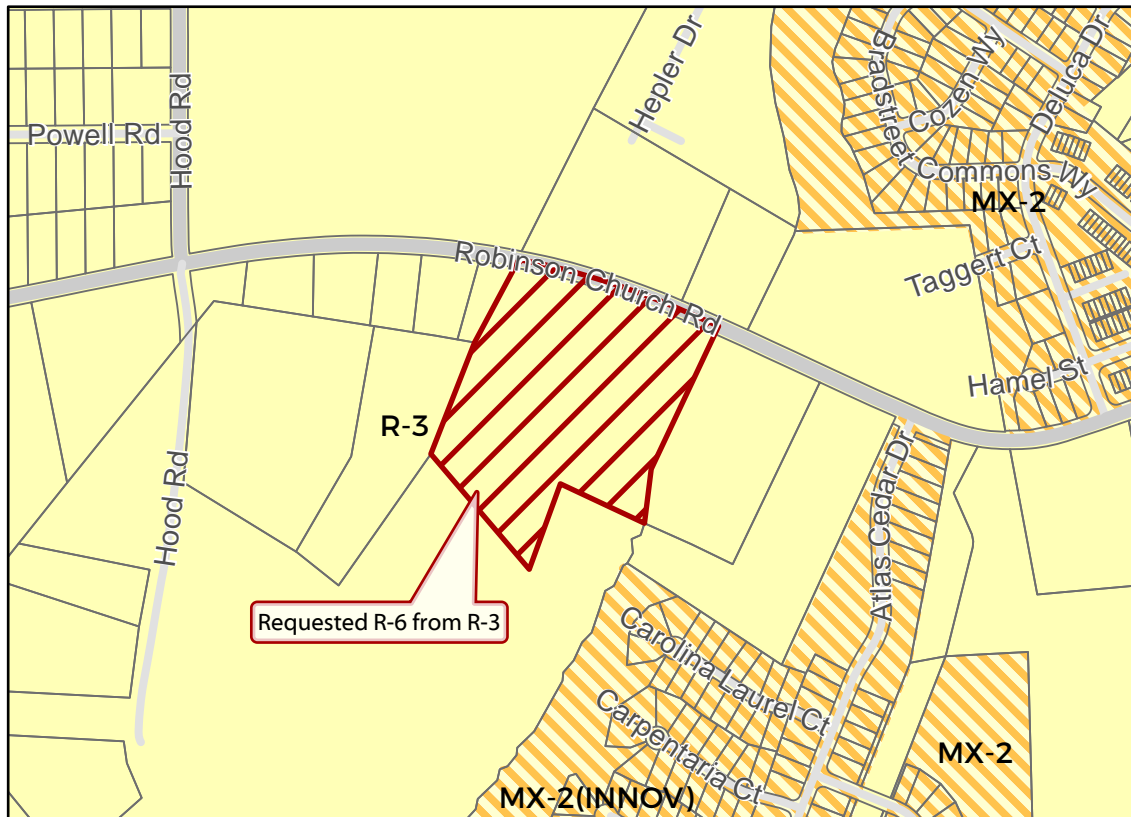 Hepler Dr
Bradstreet
Cozen Wy
Deluca Dr
Powell Rd
Hood Rd
Commons Wy
MX-2
Robinson Church Rd
Taggert Ct
Hamel St
R-3
Hood Rd
Atlas Cedar Dr
Requested R-6 from R-3
Carolina Laurel Ct
Carpentaria Ct
MX-2
MX-2(INNOV)